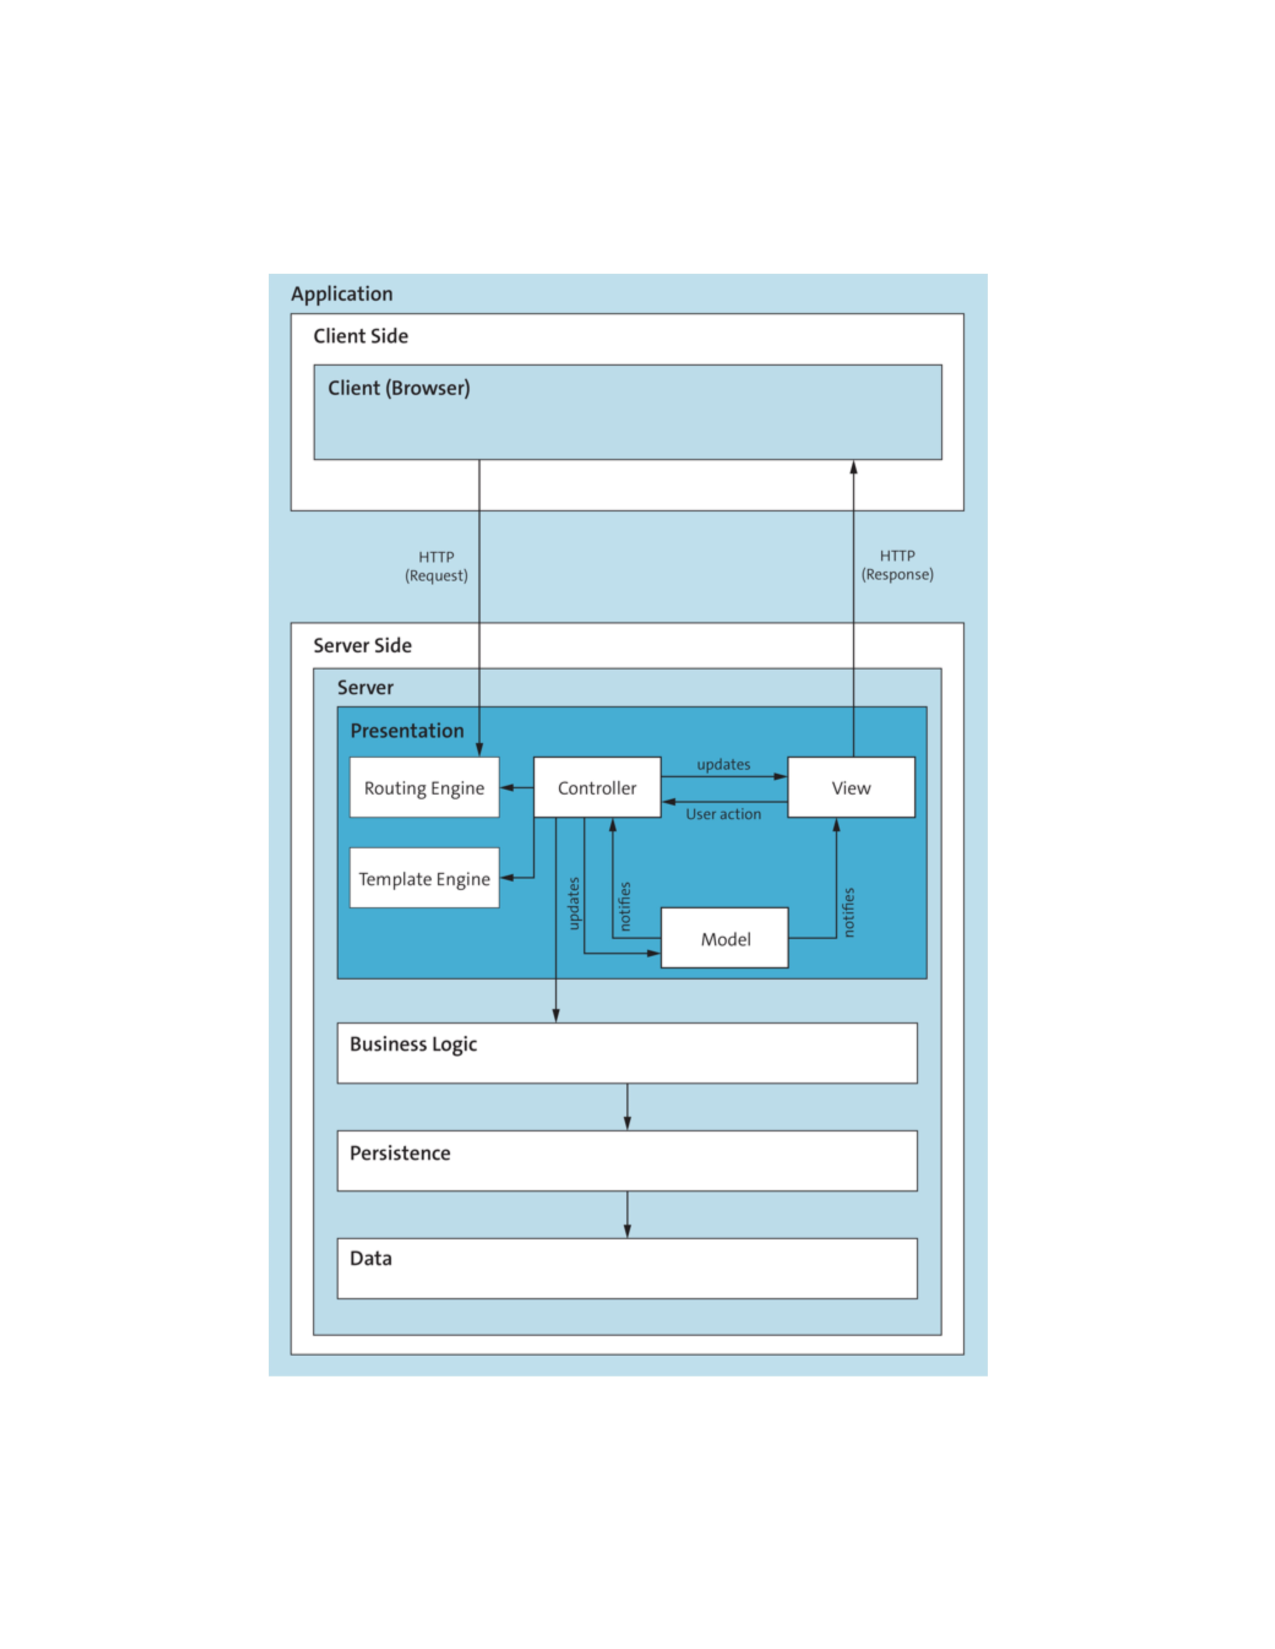 Application
Client Side
Client (Browser)
HTTP
(Request)
HTTP
(Response)
Server Side
Server
Presentation
Routing Engine
Controller
updates
User action
View
Template Engine
updates
notifies
Model
notifies
Business Logic
Persistence
Data